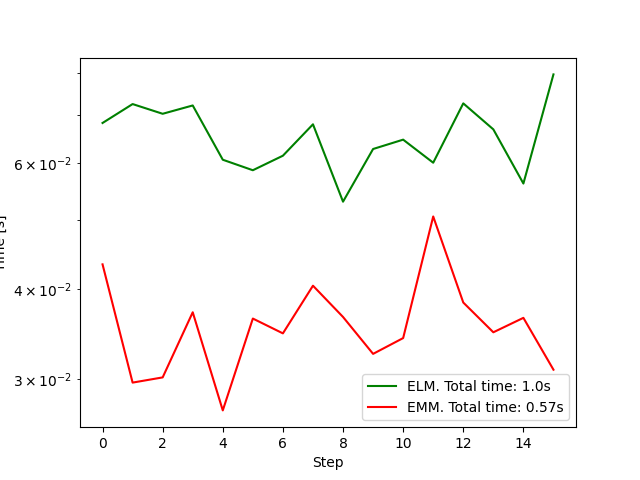 6 × 10⁻²
4 × 10⁻²
3 × 10⁻²
Time [s]
ELM. Total time: 1.0s
EMM. Total time: 0.57s
0 2 4 6 8 10 12 14
Step